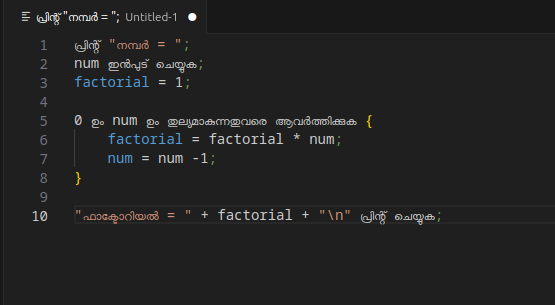 പ്രിന്റ് "നമ്പർ = "; Untitled-1
1 പ്രിന്റ് "നമ്പർ = ";
2 num ഇൻപുട് ചെയ്യുക;
3 factorial = 1;
4
5 0 ഉം num ഉം തുല്യമാകുന്നതുവരെ ആവർത്തിക്കുക {
6 factorial = factorial * num;
7 num = num -1;
8 }
9
10 "ഫാക്ടോറിയൽ = " + factorial + "\n" പ്രിന്റ് ചെയ്യുക;